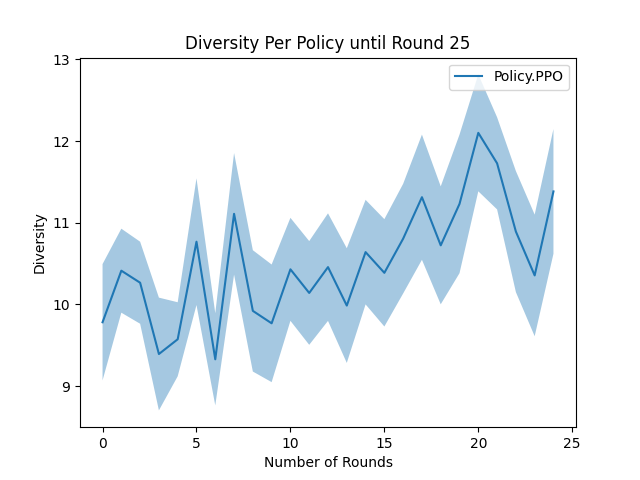 Diversity Per Policy until Round 25
Policy.PPO
13
12
11
10
9
Diversity
0 5 10 15 20 25
Number of Rounds